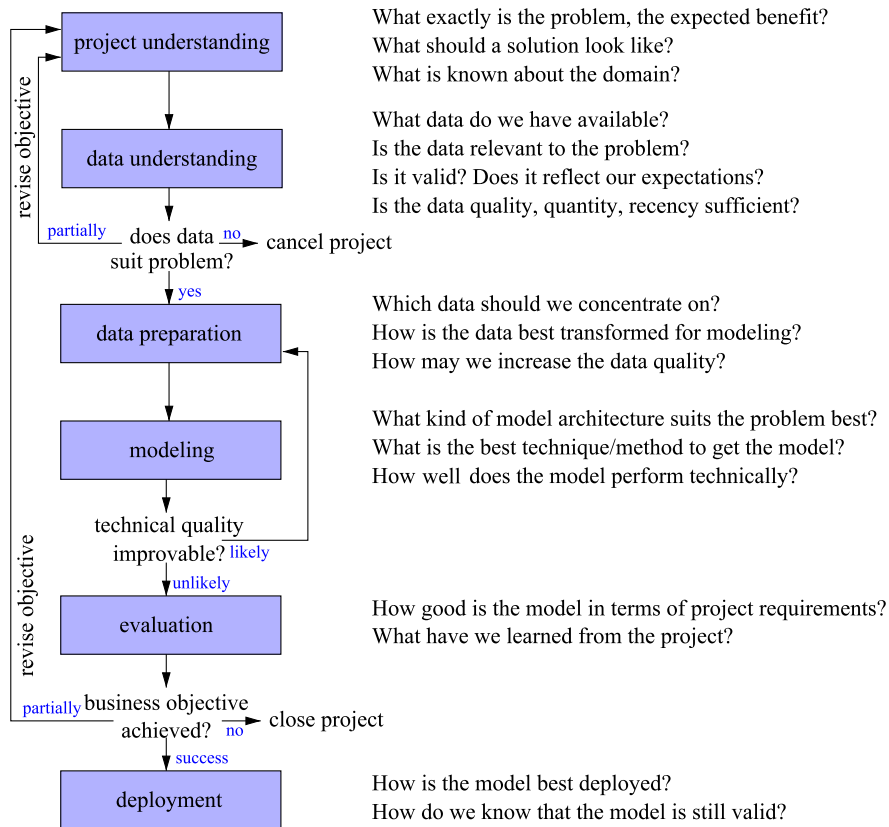 project understanding
What exactly is the problem, the expected benefit?
What should a solution look like?
What is known about the domain?
revise objective
data understanding
What data do we have available?
Is the data relevant to the problem?
Is it valid? Does it reflect our expectations?
Is the data quality, quantity, recency sufficient?
partially
does data
suit problem?
no
cancel project
yes
data preparation
Which data should we concentrate on?
How is the data best transformed for modeling?
How may we increase the data quality?
modeling
What kind of model architecture suits the problem best?
What is the best technique/method to get the model?
How well does the model perform technically?
technical quality
improvable?
likely
unlikely
revise objective
evaluation
How good is the model in terms of project requirements?
What have we learned from the project?
partially
business objective
achieved?
no
close project
success
deployment
How is the model best deployed?
How do we know that the model is still valid?